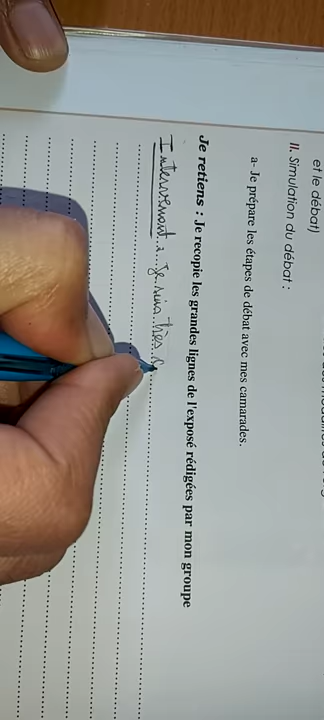 et le débat)
II. Simulation du débat :
a- Je prépare les étapes de débat avec mes camarades.
Je retiens : Je recopie les grandes lignes de l'exposé rédigées par mon groupe
Intervenant : Je suis très